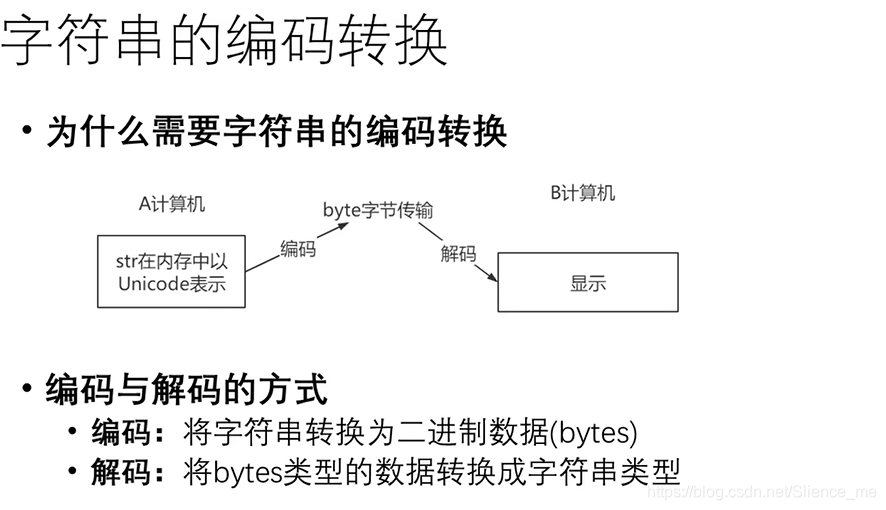 字符串的编码转换
• 为什么需要字符串的编码转换
A计算机
B计算机
byte字节传输
编码
解码
str在内存中以
Unicode表示
显示
• 编码与解码的方式
• 编码：将字符串转换为二进制数据(bytes)
• 解码：将bytes类型的数据转换成字符串类型
https://blog.csdn.net/Slience_me